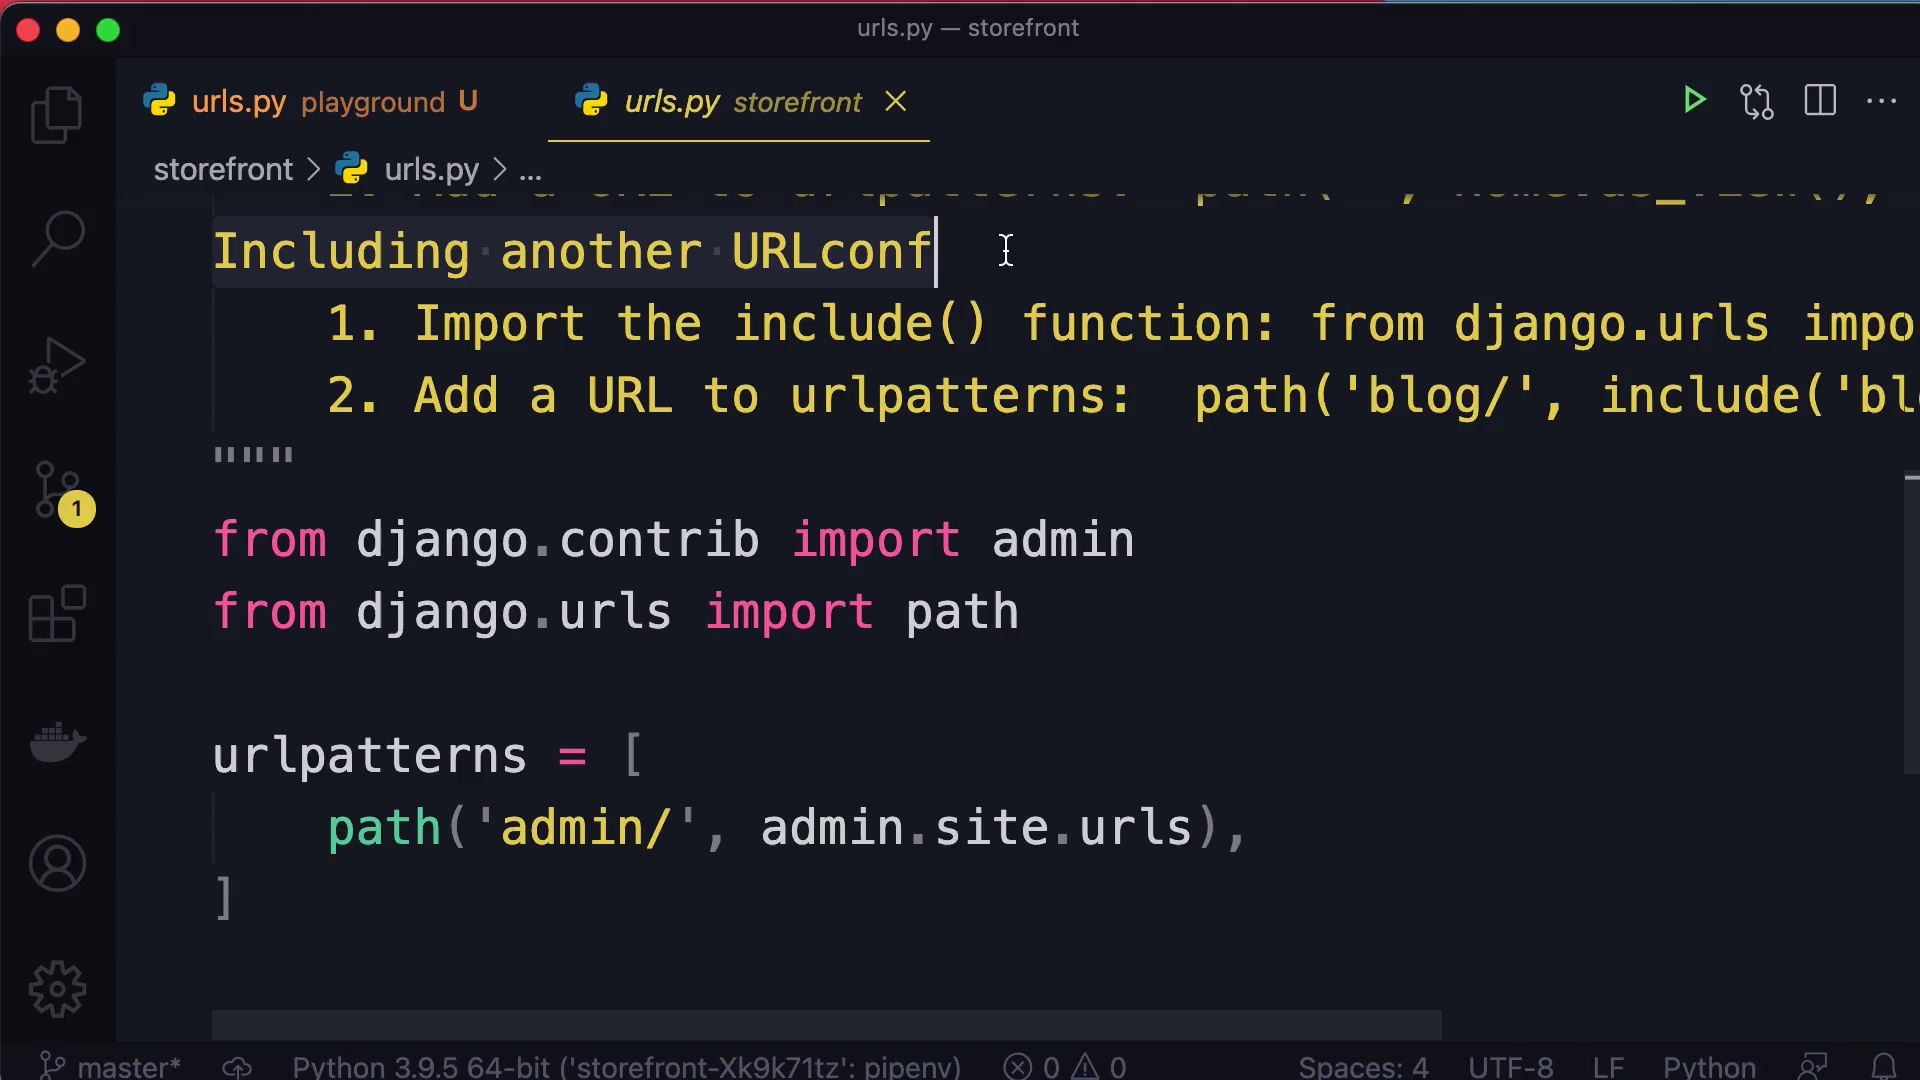 urls.py — storefront
urls.py playground U
urls.py storefront
storefront > urls.py > ...
Including another URLconf
1. Import the include() function: from django.urls impo
2. Add a URL to urlpatterns:  path('blog/', include('bl
"""
from django.contrib import admin
from django.urls import path
urlpatterns = [
path('admin/', admin.site.urls),
]
1
master*
Python 3.9.5 64-bit ('storefront-Xk9k71tz': pipenv)
0
0
Spaces: 4
UTF-8
LF
Python